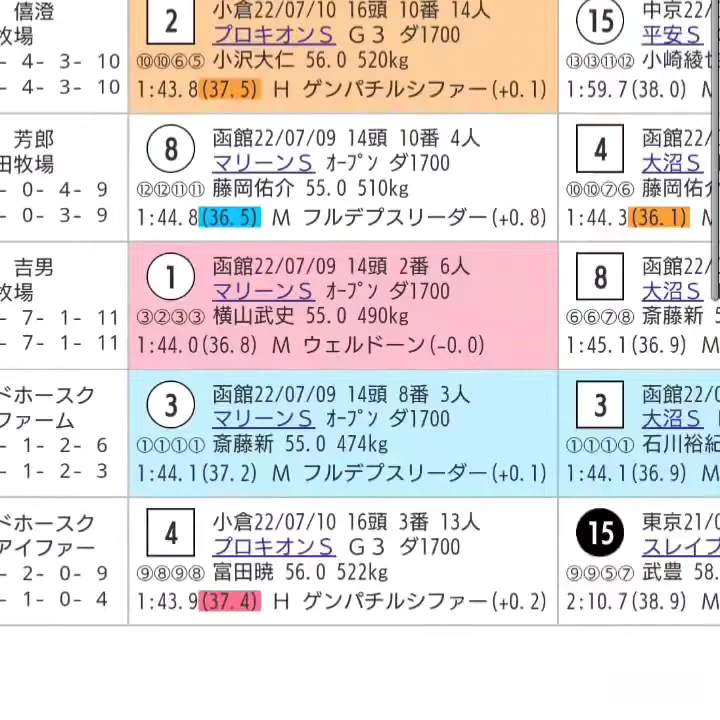 僖澄
牧場
- 4- 3- 10
- 4- 3- 10
2 小倉22/07/10 16頭 10番 14人
プロキオンS G3 ダ1700
⑩⑩⑥⑤ 小沢大仁 56.0 520kg
1:43.8(37.5) H ゲンパチルシファー(+0.1)
15 中京22/
平安S
⑬⑬⑪⑫ 小崎綾
1:59.7(38.0) M
芳郎
田牧場
- 0- 4- 9
- 0- 3- 9
8 函館22/07/09 14頭 10番 4人
マリーンS オープン ダ1700
⑫⑫⑪⑪ 藤岡佑介 55.0 510kg
1:44.8(36.5) M フルデプスリーダー(+0.8)
4 函館22/
大沼S
⑩⑩⑦⑥ 藤岡佑介
1:44.3(36.1) M
吉男
牧場
- 7- 1- 11
- 7- 1- 11
1 函館22/07/09 14頭 2番 6人
マリーンS オープン ダ1700
③②③③ 横山武史 55.0 490kg
1:44.0(36.8) M ウェルドーン(-0.0)
8 函館22/
大沼S
⑥⑥⑦⑧ 斎藤新 5
1:45.1(36.9) M
ドホースク
ファーム
- 1- 2- 6
- 1- 2- 3
3 函館22/07/09 14頭 8番 3人
マリーンS オープン ダ1700
①①①① 斎藤新 55.0 474kg
1:44.1(37.2) M フルデプスリーダー(+0.1)
3 函館22/
大沼S
①①①① 石川裕紀
1:44.1(36.9) M
ドホースク
アイファー
- 2- 0- 9
- 1- 0- 4
4 小倉22/07/10 16頭 3番 13人
プロキオンS G3 ダ1700
⑨⑧⑨⑧ 富田暁 56.0 522kg
1:43.9(37.4) H ゲンパチルシファー(+0.2)
15 東京21/0
スレイプ
⑨⑨⑤⑦ 武豊 58.
2:10.7(38.9) M